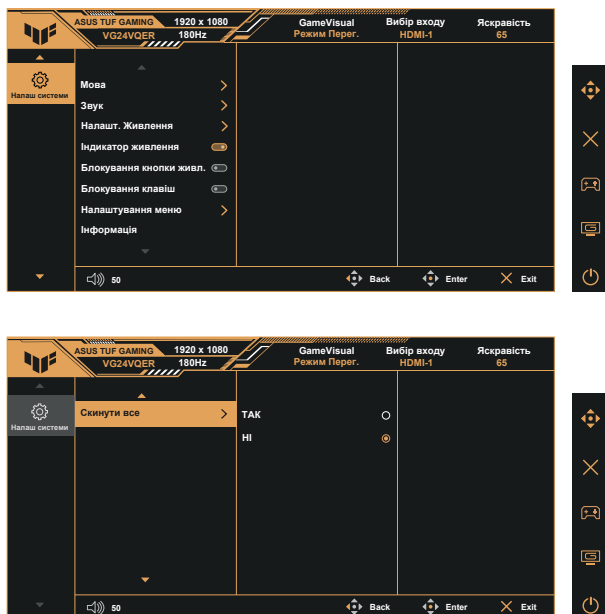 ASUS TUF GAMING 1920 x 1080 GameVisual Вибір входу Яскравість
VG24VQER 180Hz Режим Перег. HDMI-1 65
Напаш системи
Мова
Звук
Налашт. Живлення
Індикатор живлення
Блокування кнопки живл.
Блокування клавіш
Налаштування меню
Інформація
50 Back Enter Exit
ASUS TUF GAMING 1920 x 1080 GameVisual Вибір входу Яскравість
VG24VQER 180Hz Режим Перег. HDMI-1 65
Напаш системи
Скинути все ТАК
НІ
50 Back Enter Exit